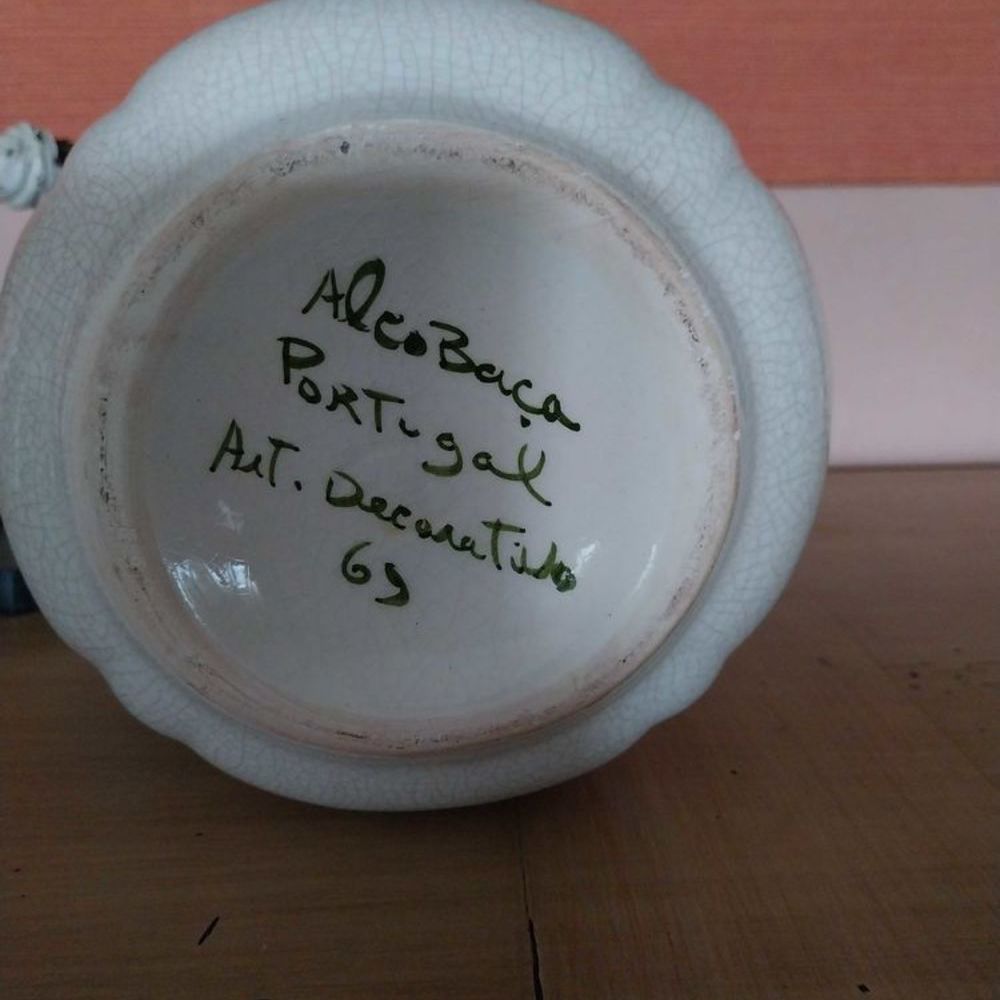 AlcoBaça
PORTugal
Art. Decorativo
69